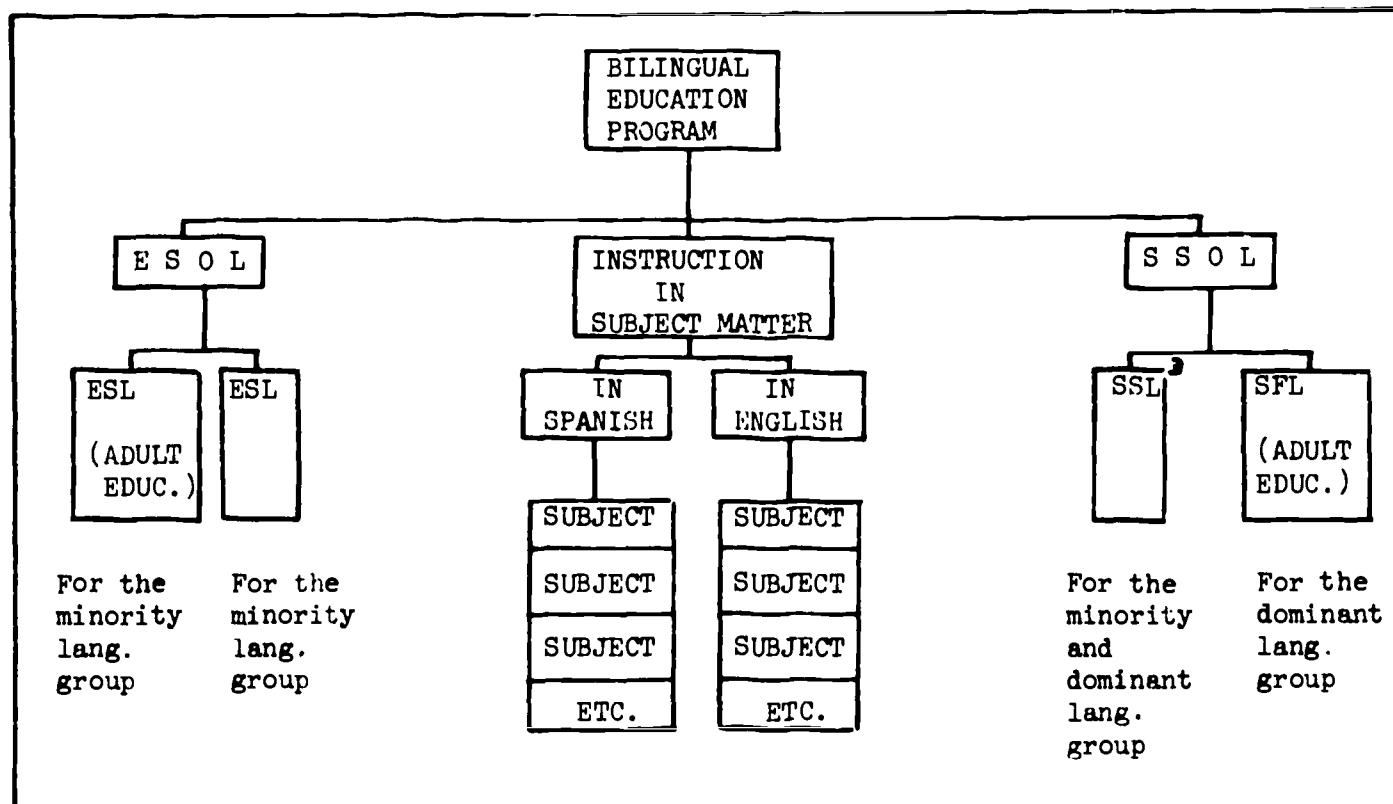 BILINGUAL
EDUCATION
PROGRAM
E S O L
INSTRUCTION
IN
SUBJECT MATTER
S S O L
ESL
(ADULT
EDUC.)
ESL
IN
SPANISH
IN
ENGLISH
SSL
SFL
(ADULT
EDUC.)
SUBJECT
SUBJECT
SUBJECT
ETC.
SUBJECT
SUBJECT
SUBJECT
ETC.
For the
minority
lang.
group
For the
minority
lang.
group
For the
minority
and
dominant
lang.
group
For the
dominant
lang.
group